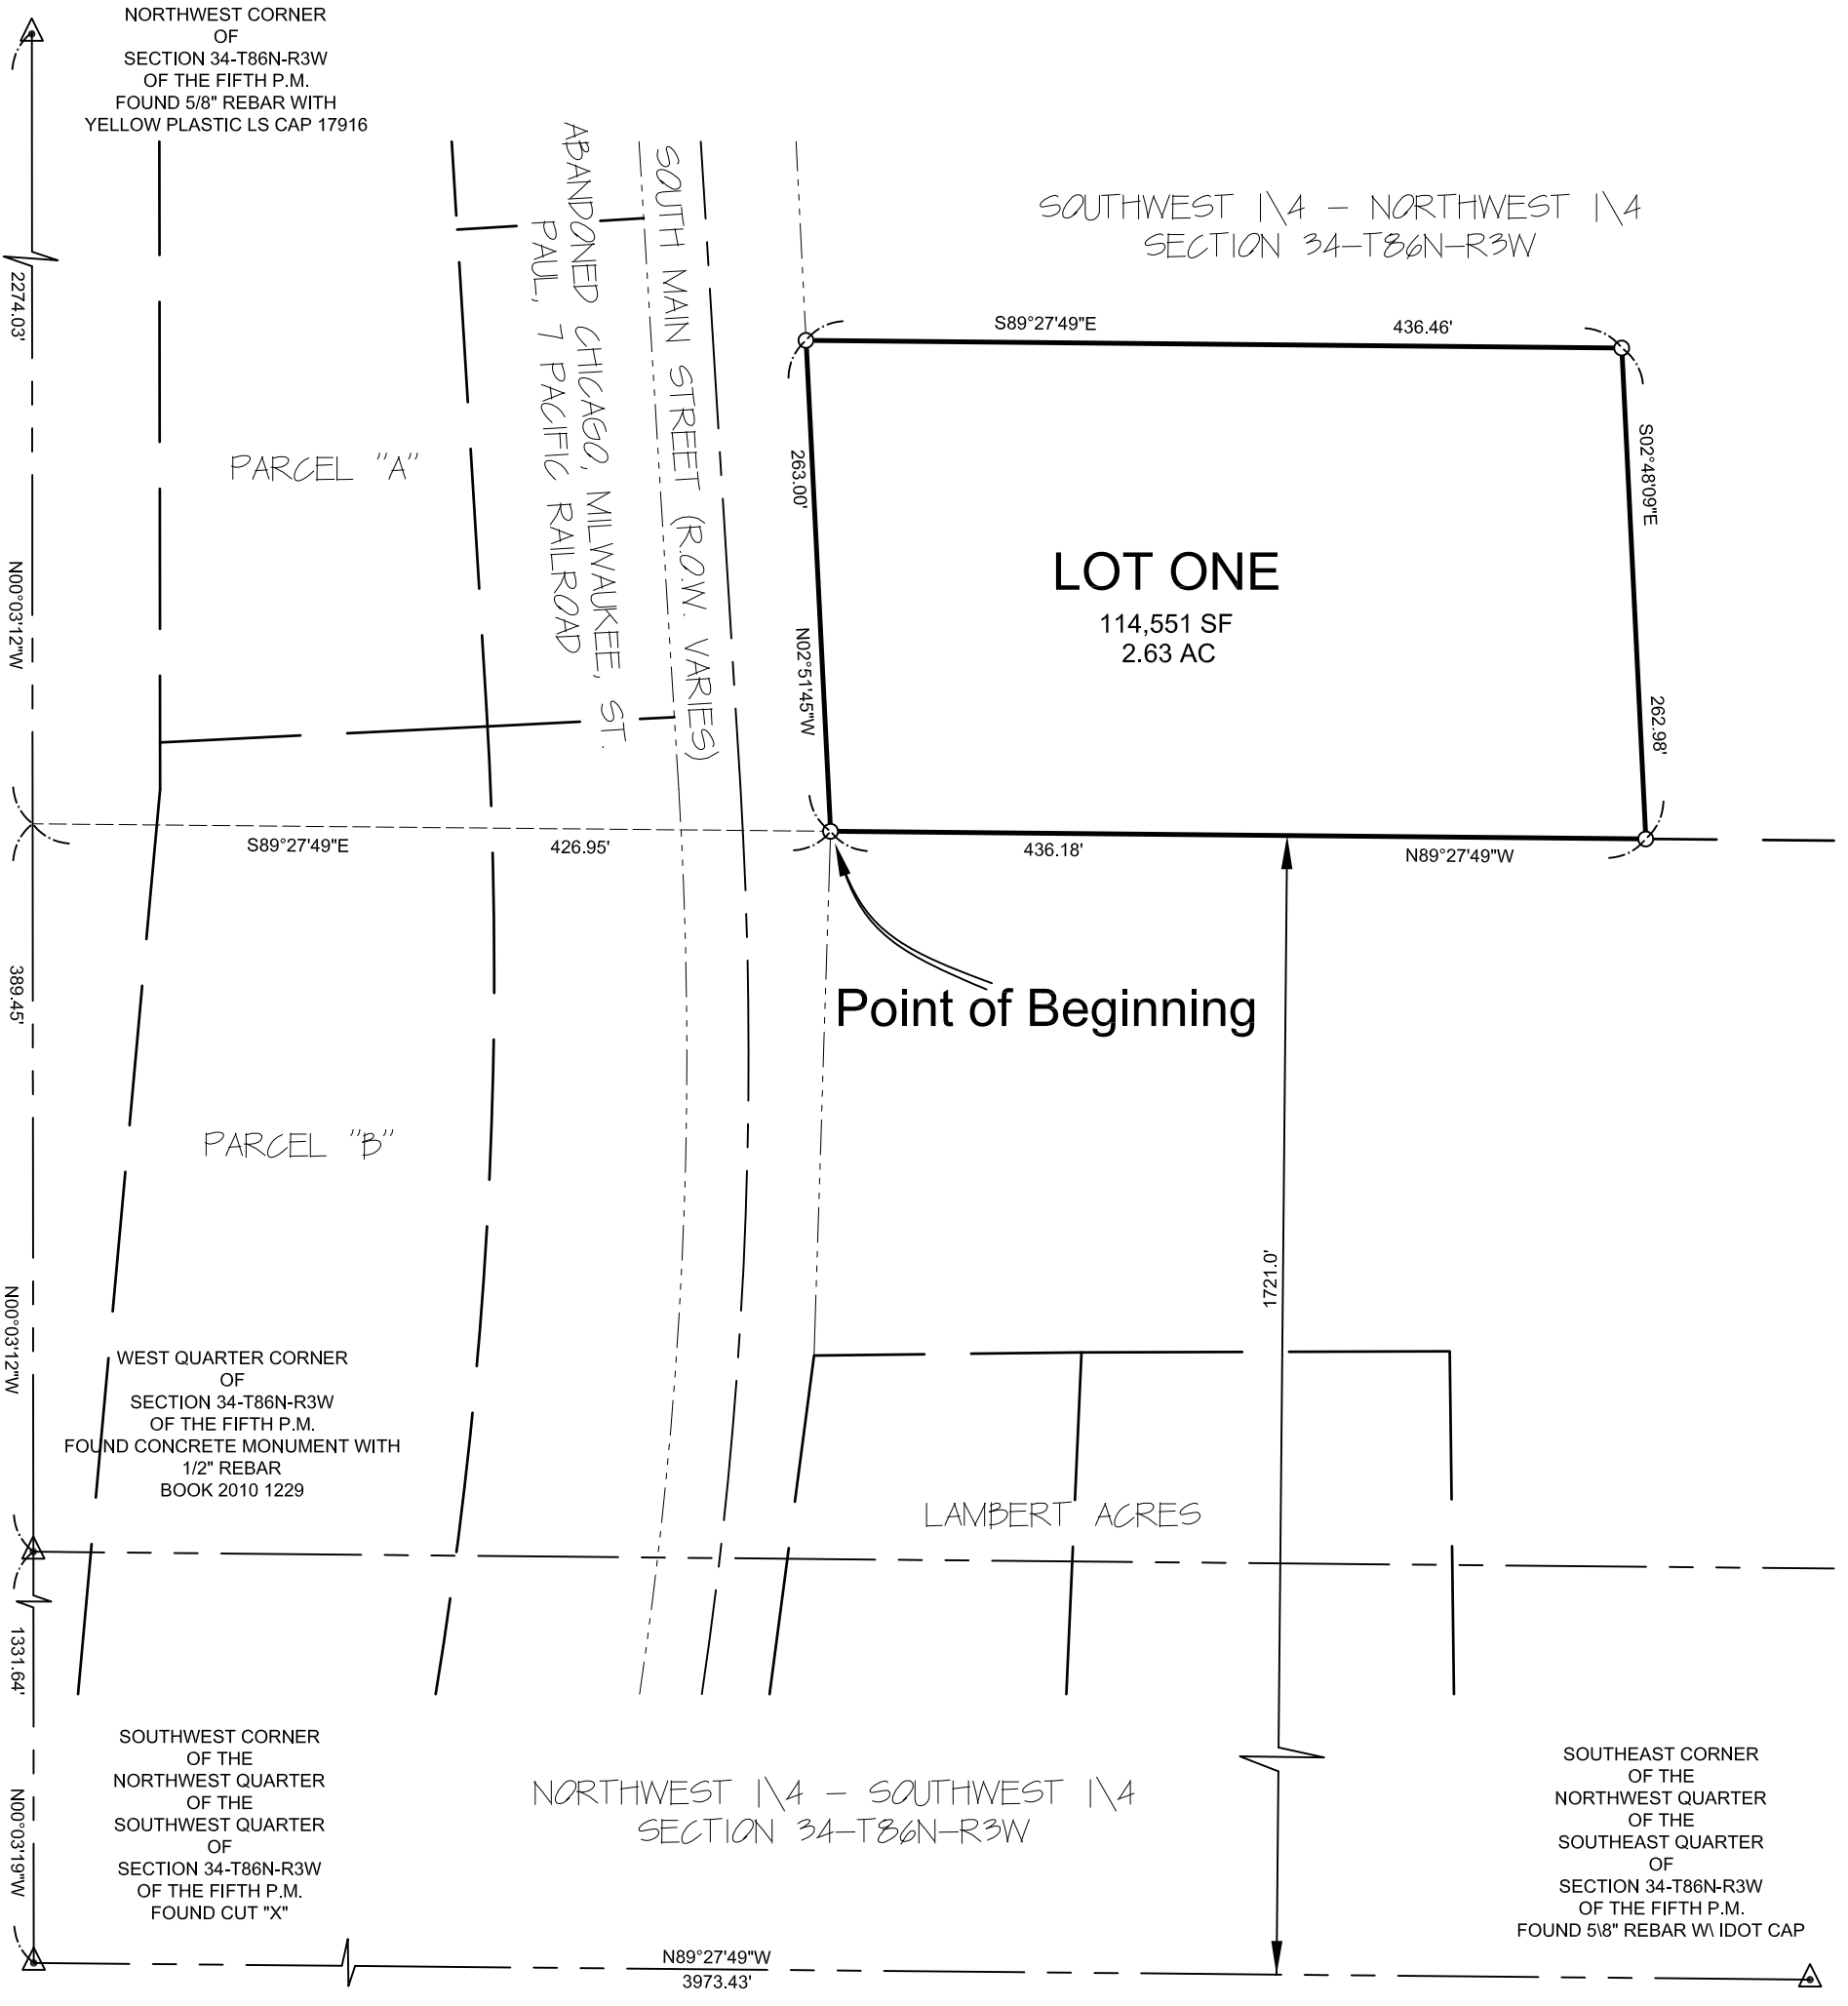 NORTHWEST CORNER
OF
SECTION 34-T86N-R3W
OF THE FIFTH P.M.
FOUND 5/8" REBAR WITH
YELLOW PLASTIC LS CAP 17916
2274.03'
N00°03'12"W
389.45'
N00°03'12"W
1331.64'
N00°03'19"W
PARCEL "A"
ABANDONED CHICAGO, MILWAUKEE, ST.
PAUL, 7 PACIFIC RAILROAD
SOUTH MAIN STREET (R.O.W. VARIES)
SOUTHWEST 1\4 - NORTHWEST 1\4
SECTION 34-T86N-R3W
S89°27'49"E
436.46'
263.00'
N02°51'45"W
S02°48'09"E
262.98'
LOT ONE
114,551 SF
2.63 AC
S89°27'49"E
426.95'
436.18'
N89°27'49"W
Point of Beginning
PARCEL "B"
1721.0'
WEST QUARTER CORNER
OF
SECTION 34-T86N-R3W
OF THE FIFTH P.M.
FOUND CONCRETE MONUMENT WITH
1/2" REBAR
BOOK 2010 1229
LAMBERT ACRES
SOUTHWEST CORNER
OF THE
NORTHWEST QUARTER
OF THE
SOUTHWEST QUARTER
OF
SECTION 34-T86N-R3W
OF THE FIFTH P.M.
FOUND CUT "X"
NORTHWEST 1\4 - SOUTHWEST 1\4
SECTION 34-T86N-R3W
SOUTHEAST CORNER
OF THE
NORTHWEST QUARTER
OF THE
SOUTHEAST QUARTER
OF
SECTION 34-T86N-R3W
OF THE FIFTH P.M.
FOUND 5\8" REBAR W\ IDOT CAP
N89°27'49"W
3973.43'